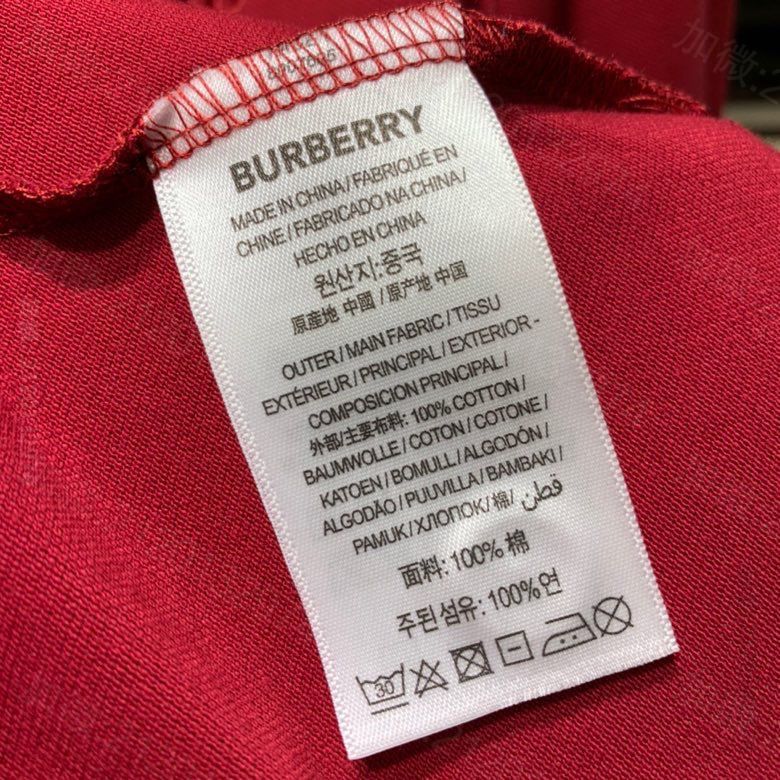 加微:
BURBERRY
MADE IN CHINA / FABRIQUÉ EN
CHINE / FABRICADO NA CHINA /
HECHO EN CHINA
원산지:중국
原產地 中國 / 原产地 中国
OUTER / MAIN FABRIC / TISSU
EXTÉRIEUR / PRINCIPAL / EXTERIOR -
COMPOSICION PRINCIPAL /
外部/主要布料: 100% COTTON /
BAUMWOLLE / COTON / COTONE /
KATOEN / BOMULL / ALGODÓN /
ALGODÃO / PUUVILLA / BAMBAKI /
PAMUK / ХЛОПОК / 棉 / قطن
面料: 100% 棉
주된 섬유: 100%면
30